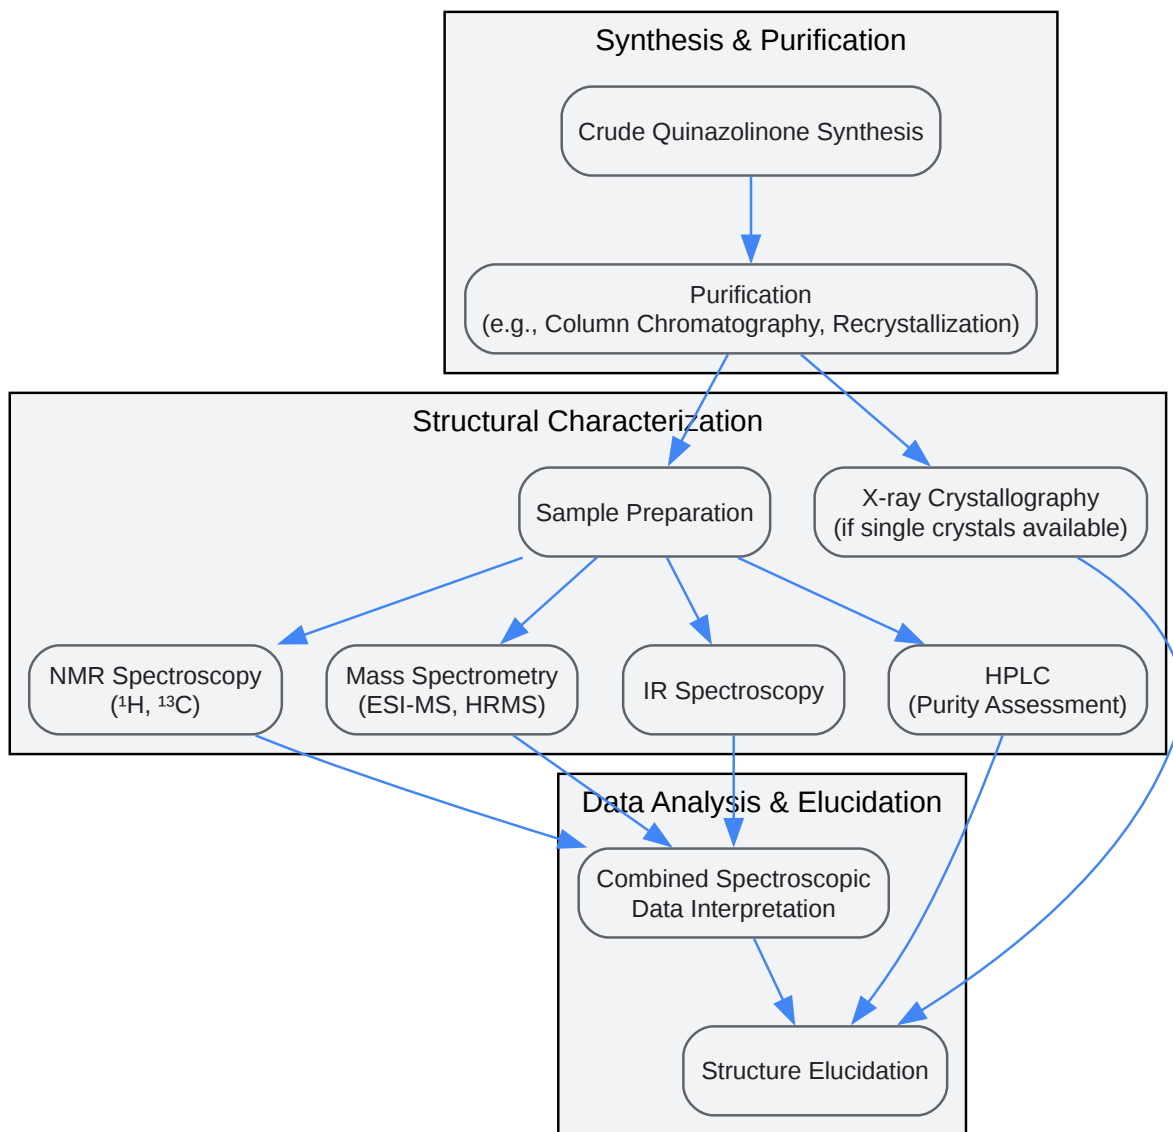 Synthesis & Purification
Crude Quinazolinone Synthesis
Purification
(e.g., Column Chromatography, Recrystallization)
Structural Characterization
Sample Preparation
X-ray Crystallography
(if single crystals available)
NMR Spectroscopy
(¹H, ¹³C)
Mass Spectrometry
(ESI-MS, HRMS)
IR Spectroscopy
HPLC
(Purity Assessment)
Data Analysis & Elucidation
Combined Spectroscopic
Data Interpretation
Structure Elucidation